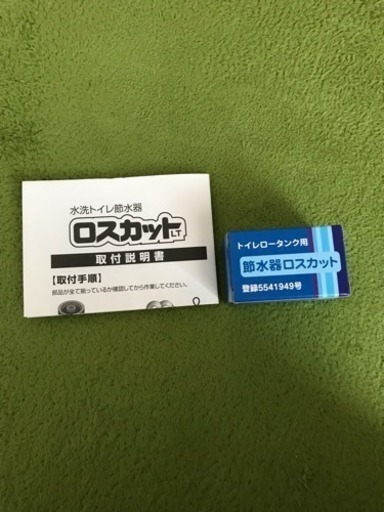 水洗トイレ節水器
ロスカットLT
取付説明書
【取付手順】
部品が全て揃っているか確認してから作業してください。
トイレロータンク用
節水器ロスカット
登録5541949号